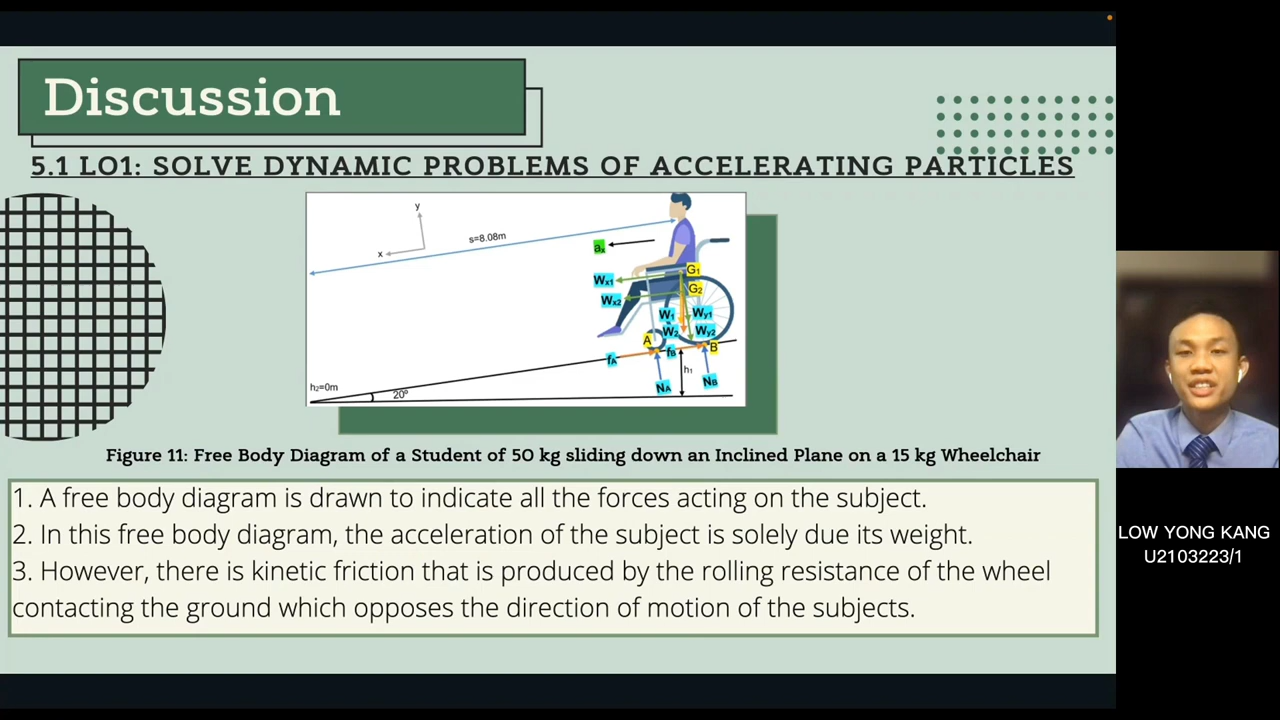 Discussion
5.1 LO1: SOLVE DYNAMIC PROBLEMS OF ACCELERATING PARTICLES
y
x
s=8.08m
aₓ
G₁
Wₓ₁
G₂
Wₓ₂
W₁
Wy₁
W₂
Wy₂
A
B
fA
fB
h₁
h₂=0m
20°
NA
NB
Figure 11: Free Body Diagram of a Student of 50 kg sliding down an Inclined Plane on a 15 kg Wheelchair
1. A free body diagram is drawn to indicate all the forces acting on the subject.
2. In this free body diagram, the acceleration of the subject is solely due its weight.
3. However, there is kinetic friction that is produced by the rolling resistance of the wheel
contacting the ground which opposes the direction of motion of the subjects.
LOW YONG KANG
U2103223/1